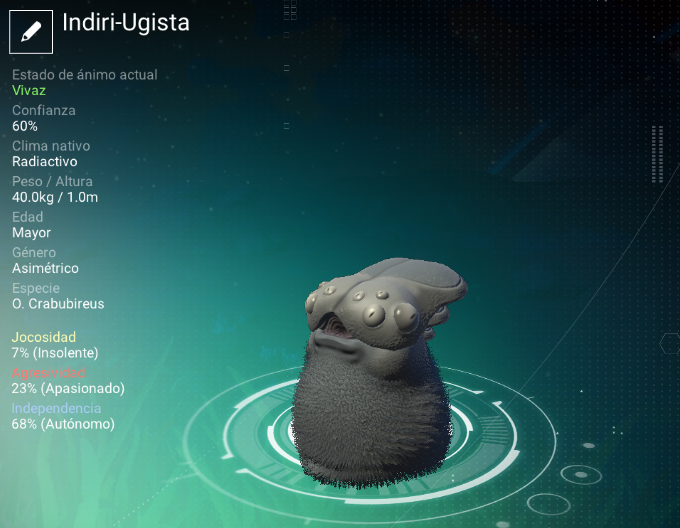 Indiri-Ugista
Estado de ánimo actual
Vivaz
Confianza
60%
Clima nativo
Radiactivo
Peso / Altura
40.0kg / 1.0m
Edad
Mayor
Género
Asimétrico
Especie
O. Crabubireus
Jocosidad
7% (Insolente)
Agresividad
23% (Apasionado)
Independencia
68% (Autónomo)